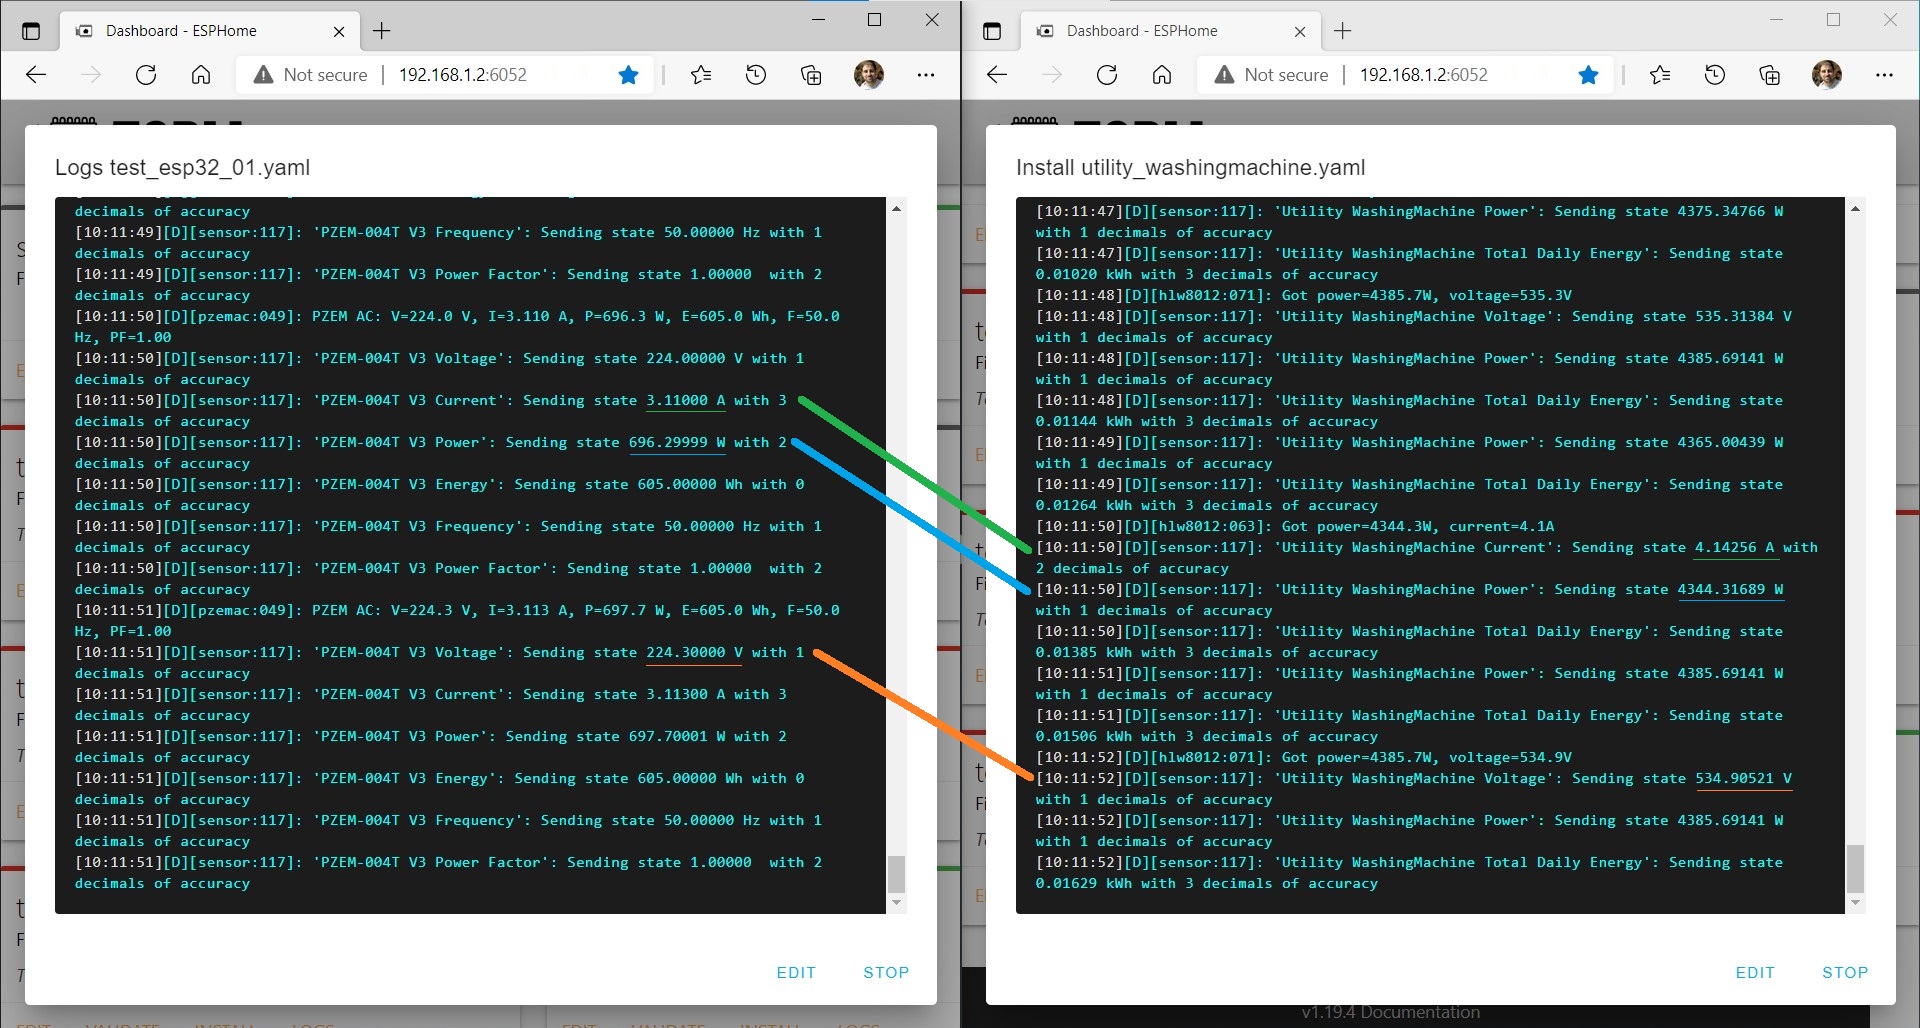 Dashboard - ESPHome
Not secure | 192.168.1.2:6052
Logs test_esp32_01.yaml
decimals of accuracy
[10:11:49][D][sensor:117]: 'PZEM-004T V3 Frequency': Sending state 50.00000 Hz with 1
decimals of accuracy
[10:11:49][D][sensor:117]: 'PZEM-004T V3 Power Factor': Sending state 1.00000  with 2
decimals of accuracy
[10:11:50][D][pzemac:049]: PZEM AC: V=224.0 V, I=3.110 A, P=696.3 W, E=605.0 Wh, F=50.0
Hz, PF=1.00
[10:11:50][D][sensor:117]: 'PZEM-004T V3 Voltage': Sending state 224.00000 V with 1
decimals of accuracy
[10:11:50][D][sensor:117]: 'PZEM-004T V3 Current': Sending state 3.11000 A with 3
decimals of accuracy
[10:11:50][D][sensor:117]: 'PZEM-004T V3 Power': Sending state 696.29999 W with 2
decimals of accuracy
[10:11:50][D][sensor:117]: 'PZEM-004T V3 Energy': Sending state 605.00000 Wh with 0
decimals of accuracy
[10:11:50][D][sensor:117]: 'PZEM-004T V3 Frequency': Sending state 50.00000 Hz with 1
decimals of accuracy
[10:11:50][D][sensor:117]: 'PZEM-004T V3 Power Factor': Sending state 1.00000  with 2
decimals of accuracy
[10:11:51][D][pzemac:049]: PZEM AC: V=224.3 V, I=3.113 A, P=697.7 W, E=605.0 Wh, F=50.0
Hz, PF=1.00
[10:11:51][D][sensor:117]: 'PZEM-004T V3 Voltage': Sending state 224.30000 V with 1
decimals of accuracy
[10:11:51][D][sensor:117]: 'PZEM-004T V3 Current': Sending state 3.11300 A with 3
decimals of accuracy
[10:11:51][D][sensor:117]: 'PZEM-004T V3 Power': Sending state 697.70001 W with 2
decimals of accuracy
[10:11:51][D][sensor:117]: 'PZEM-004T V3 Energy': Sending state 605.00000 Wh with 0
decimals of accuracy
[10:11:51][D][sensor:117]: 'PZEM-004T V3 Frequency': Sending state 50.00000 Hz with 1
decimals of accuracy
[10:11:51][D][sensor:117]: 'PZEM-004T V3 Power Factor': Sending state 1.00000  with 2
decimals of accuracy
EDIT STOP
Dashboard - ESPHome
Not secure | 192.168.1.2:6052
Install utility_washingmachine.yaml
[10:11:47][D][sensor:117]: 'Utility WashingMachine Power': Sending state 4375.34766 W
with 1 decimals of accuracy
[10:11:47][D][sensor:117]: 'Utility WashingMachine Total Daily Energy': Sending state
0.01020 kWh with 3 decimals of accuracy
[10:11:48][D][hlw8012:071]: Got power=4385.7W, voltage=535.3V
[10:11:48][D][sensor:117]: 'Utility WashingMachine Voltage': Sending state 535.31384 V
with 1 decimals of accuracy
[10:11:48][D][sensor:117]: 'Utility WashingMachine Power': Sending state 4385.69141 W
with 1 decimals of accuracy
[10:11:48][D][sensor:117]: 'Utility WashingMachine Total Daily Energy': Sending state
0.01144 kWh with 3 decimals of accuracy
[10:11:49][D][sensor:117]: 'Utility WashingMachine Power': Sending state 4365.00439 W
with 1 decimals of accuracy
[10:11:49][D][sensor:117]: 'Utility WashingMachine Total Daily Energy': Sending state
0.01264 kWh with 3 decimals of accuracy
[10:11:50][D][hlw8012:063]: Got power=4344.3W, current=4.1A
[10:11:50][D][sensor:117]: 'Utility WashingMachine Current': Sending state 4.14256 A with
2 decimals of accuracy
[10:11:50][D][sensor:117]: 'Utility WashingMachine Power': Sending state 4344.31689 W
with 1 decimals of accuracy
[10:11:50][D][sensor:117]: 'Utility WashingMachine Total Daily Energy': Sending state
0.01385 kWh with 3 decimals of accuracy
[10:11:51][D][sensor:117]: 'Utility WashingMachine Power': Sending state 4385.69141 W
with 1 decimals of accuracy
[10:11:51][D][sensor:117]: 'Utility WashingMachine Total Daily Energy': Sending state
0.01506 kWh with 3 decimals of accuracy
[10:11:52][D][hlw8012:071]: Got power=4385.7W, voltage=534.9V
[10:11:52][D][sensor:117]: 'Utility WashingMachine Voltage': Sending state 534.90521 V
with 1 decimals of accuracy
[10:11:52][D][sensor:117]: 'Utility WashingMachine Power': Sending state 4385.69141 W
with 1 decimals of accuracy
[10:11:52][D][sensor:117]: 'Utility WashingMachine Total Daily Energy': Sending state
0.01629 kWh with 3 decimals of accuracy
EDIT STOP
v1.19.4 Documentation